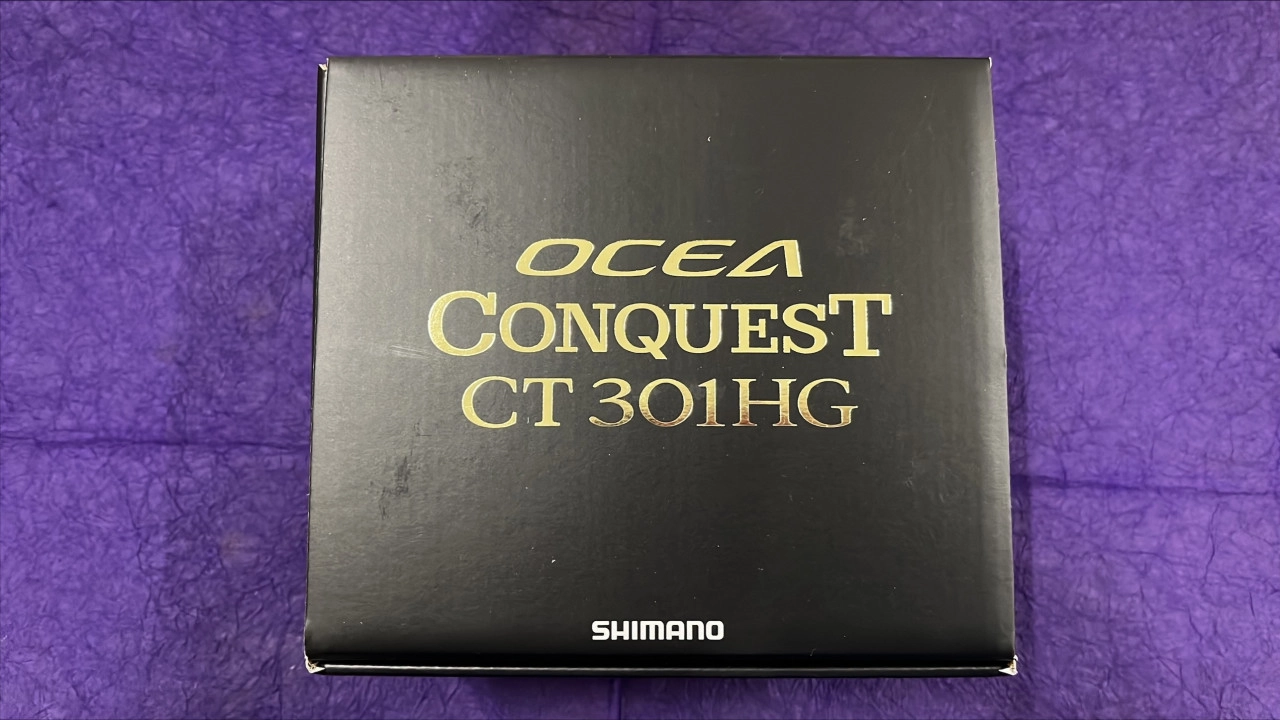 OCEA
CONQUEST
CT 301HG
SHIMANO